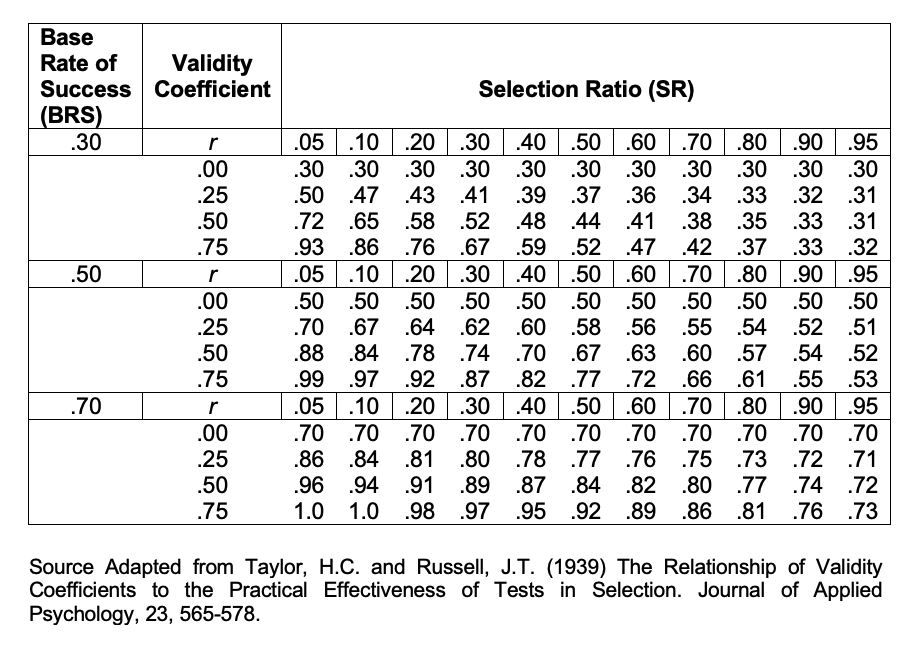 Base
Rate of
Success
(BRS)
Validity
Coefficient
Selection Ratio (SR)
.30 r .05 .10 .20 .30 .40 .50 .60 .70 .80 .90 .95
.00 .30 .30 .30 .30 .30 .30 .30 .30 .30 .30 .30
.25 .50 .47 .43 .41 .39 .37 .36 .34 .33 .32 .31
.50 .72 .65 .58 .52 .48 .44 .41 .38 .35 .33 .31
.75 .93 .86 .76 .67 .59 .52 .47 .42 .37 .33 .32
.50 r .05 .10 .20 .30 .40 .50 .60 .70 .80 .90 .95
.00 .50 .50 .50 .50 .50 .50 .50 .50 .50 .50 .50
.25 .70 .67 .64 .62 .60 .58 .56 .55 .54 .52 .51
.50 .88 .84 .78 .74 .70 .67 .63 .60 .57 .54 .52
.75 .99 .97 .92 .87 .82 .77 .72 .66 .61 .55 .53
.70 r .05 .10 .20 .30 .40 .50 .60 .70 .80 .90 .95
.00 .70 .70 .70 .70 .70 .70 .70 .70 .70 .70 .70
.25 .86 .84 .81 .80 .78 .77 .76 .75 .73 .72 .71
.50 .96 .94 .91 .89 .87 .84 .82 .80 .77 .74 .72
.75 1.0 1.0 .98 .97 .95 .92 .89 .86 .81 .76 .73
Source Adapted from Taylor, H.C. and Russell, J.T. (1939) The Relationship of Validity
Coefficients to the Practical Effectiveness of Tests in Selection. Journal of Applied
Psychology, 23, 565-578.